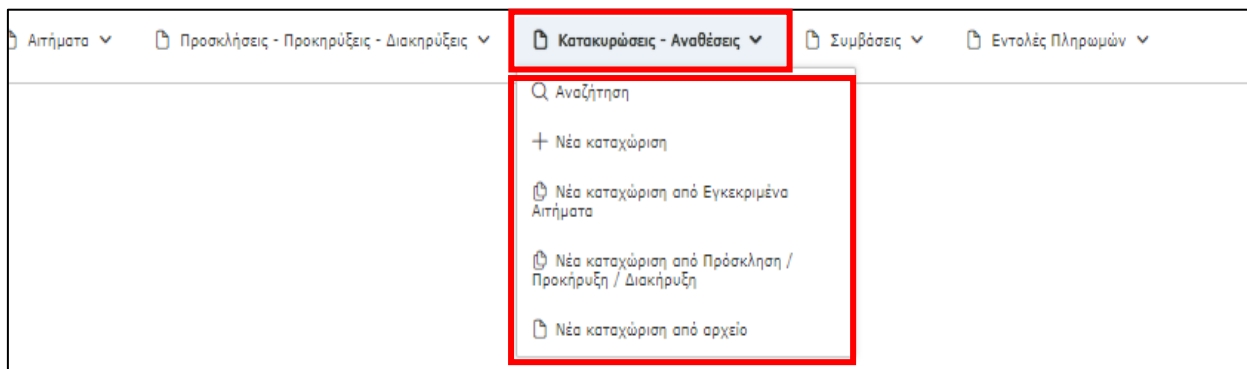 Αιτήματα Προσκλήσεις - Προκηρύξεις - Διακηρύξεις Κατακυρώσεις - Αναθέσεις Συμβάσεις Εντολές Πληρωμών
Αναζήτηση
Νέα καταχώριση
Νέα καταχώριση από Εγκεκριμένα
Αιτήματα
Νέα καταχώριση από Πρόσκληση /
Προκήρυξη / Διακήρυξη
Νέα καταχώριση από αρχείο